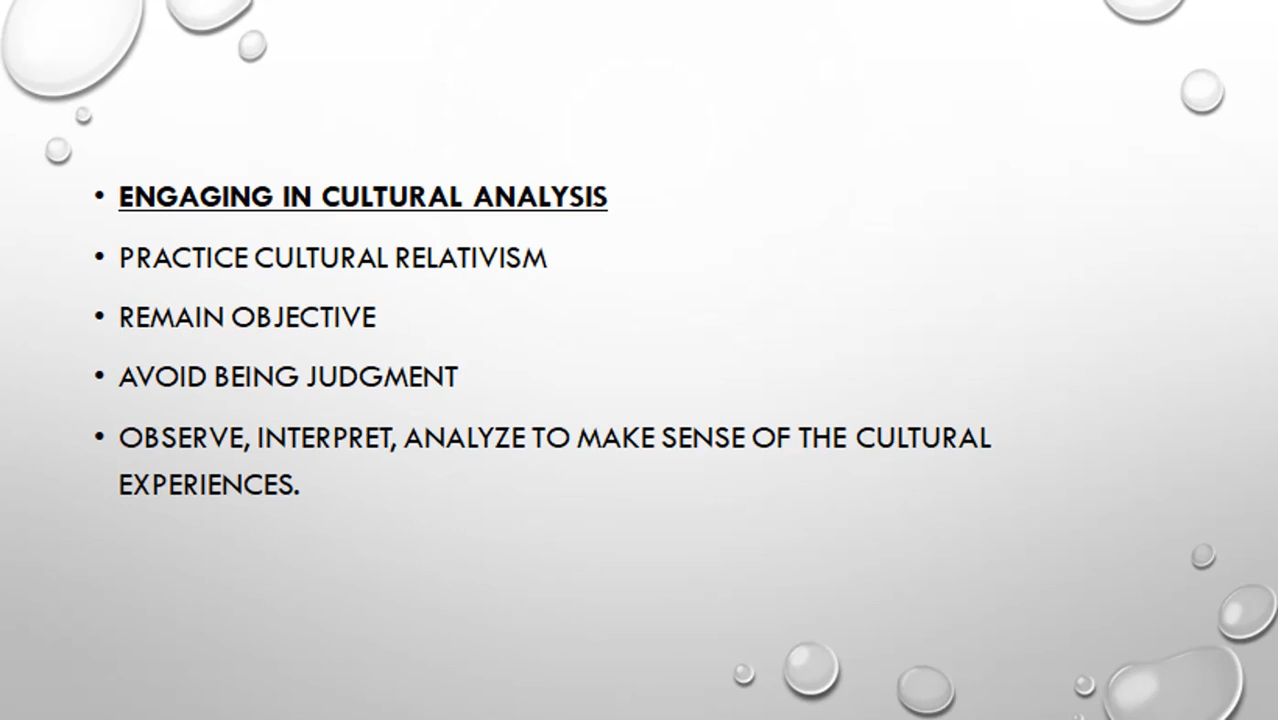 • ENGAGING IN CULTURAL ANALYSIS
• PRACTICE CULTURAL RELATIVISM
• REMAIN OBJECTIVE
• AVOID BEING JUDGMENT
• OBSERVE, INTERPRET, ANALYZE TO MAKE SENSE OF THE CULTURAL
EXPERIENCES.